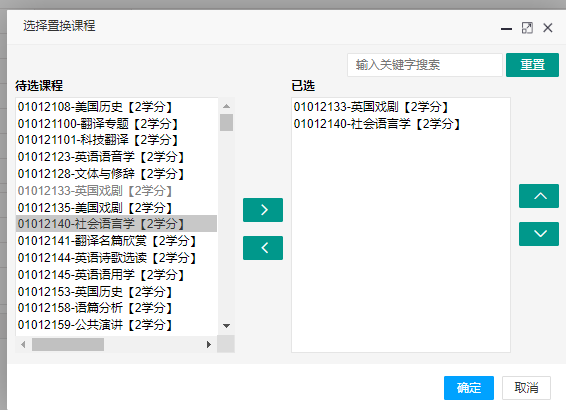 选择置换课程
输入关键字搜索
重置
待选课程
01012108-美国历史【2学分】
010121100-翻译专题【2学分】
010121101-科技翻译【2学分】
01012123-英语语音学【2学分】
01012128-文体与修辞【2学分】
01012133-英国戏剧【2学分】
01012135-美国戏剧【2学分】
01012140-社会语言学【2学分】
01012141-翻译名篇欣赏【2学分】
01012144-英语诗歌选读【2学分】
01012145-英语语用学【2学分】
01012153-英国历史【2学分】
01012158-语篇分析【2学分】
01012159-公共演讲【2学分】
已选
01012133-英国戏剧【2学分】
01012140-社会语言学【2学分】
确定
取消